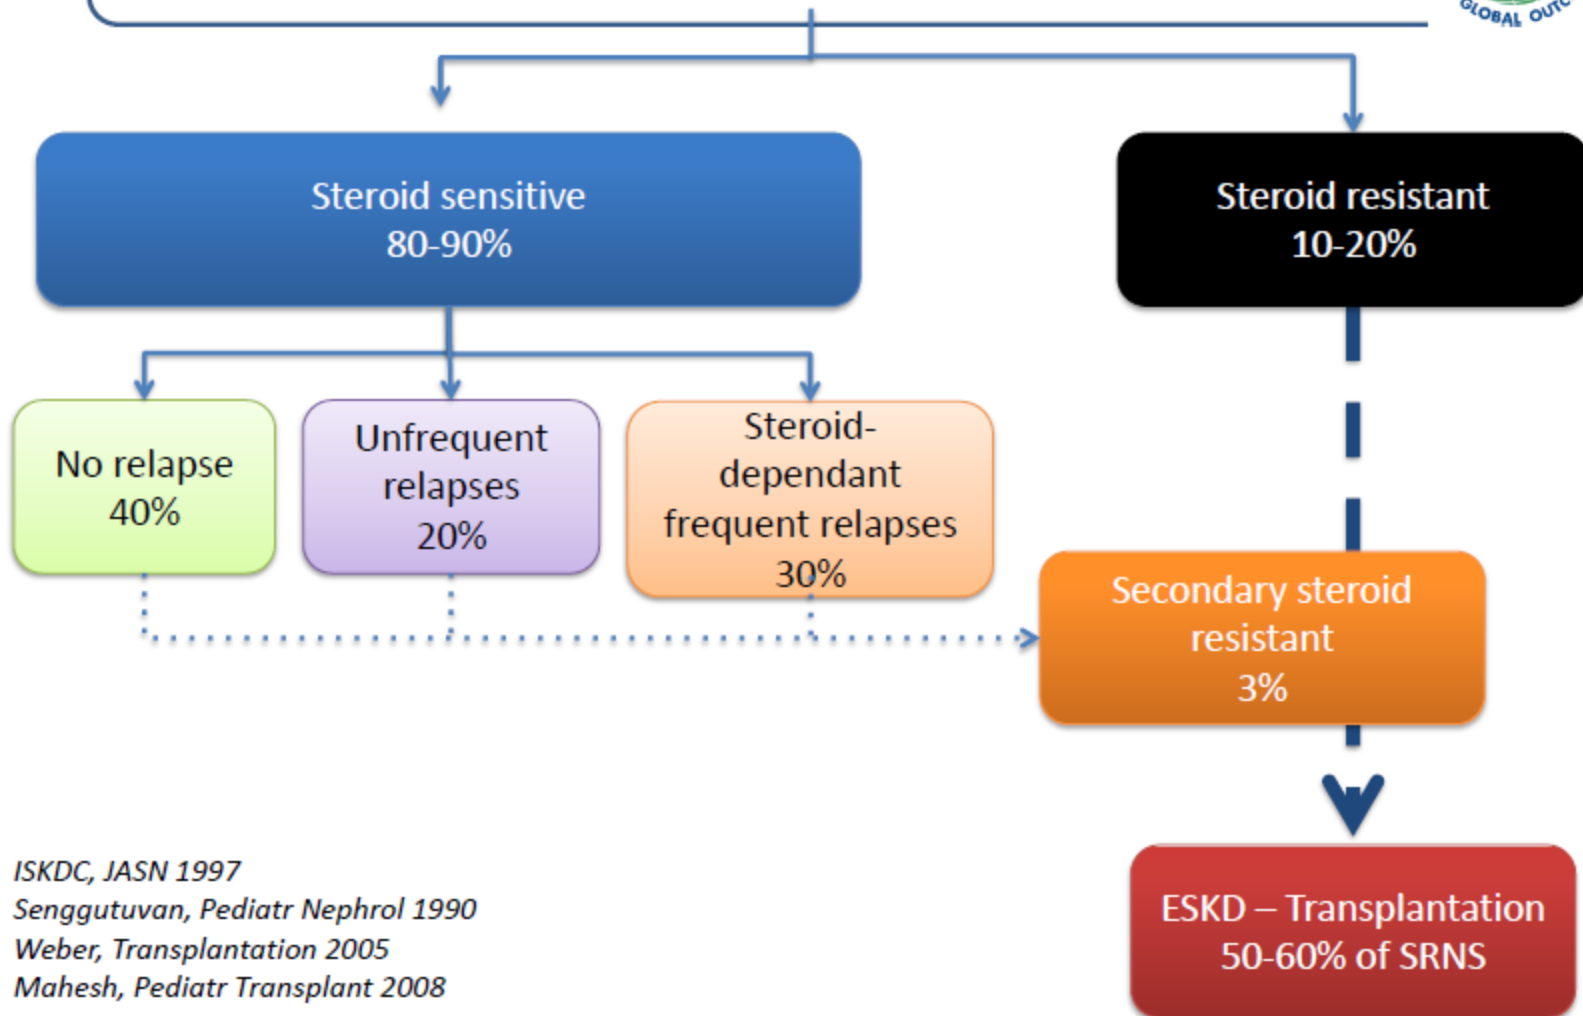 GLOBAL OUTC
Steroid sensitive
80-90%
Steroid resistant
10-20%
No relapse
40%
Unfrequent
relapses
20%
Steroid-
dependant
frequent relapses
30%
Secondary steroid
resistant
3%
ESKD – Transplantation
50-60% of SRNS
ISKDC, JASN 1997
Senggutuvan, Pediatr Nephrol 1990
Weber, Transplantation 2005
Mahesh, Pediatr Transplant 2008